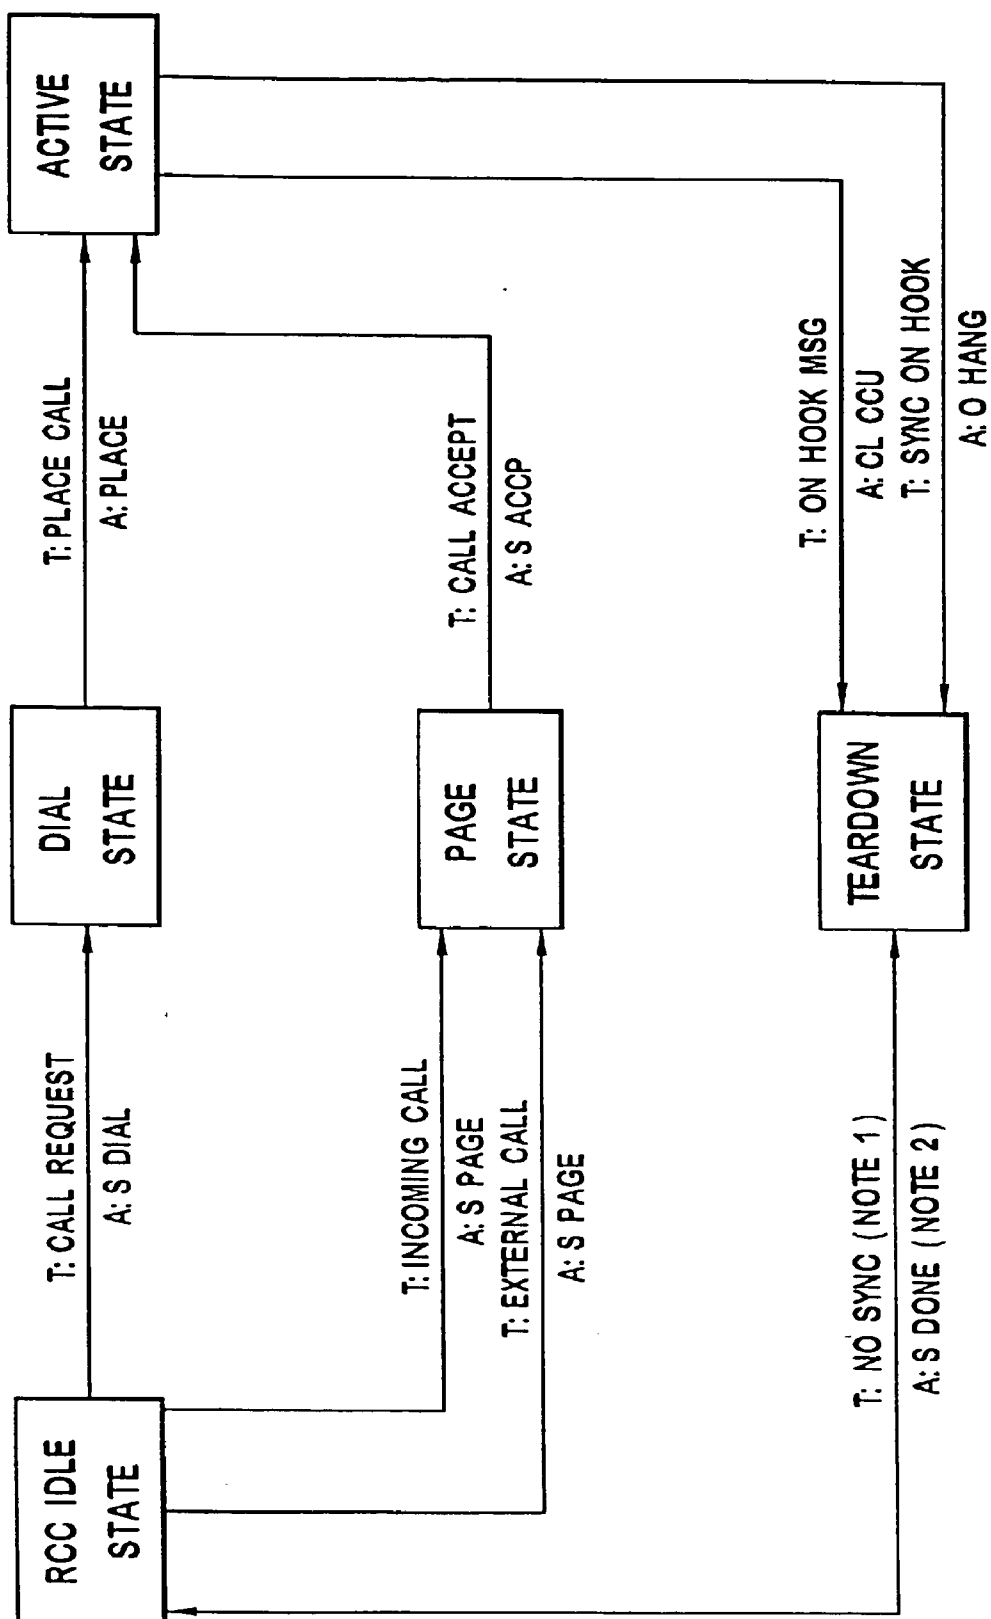 RCC IDLE
STATE
T: CALL REQUEST
A: S DIAL
DIAL
STATE
T: PLACE CALL
A: PLACE
ACTIVE
STATE
T: INCOMING CALL
A: S PAGE
T: EXTERNAL CALL
A: S PAGE
PAGE
STATE
T: CALL ACCEPT
A: S ACCP
T: NO SYNC (NOTE 1)
A: S DONE (NOTE 2)
TEARDOWN
STATE
T: ON HOOK MSG
A: CL CCU
T: SYNC ON HOOK
A: O HANG